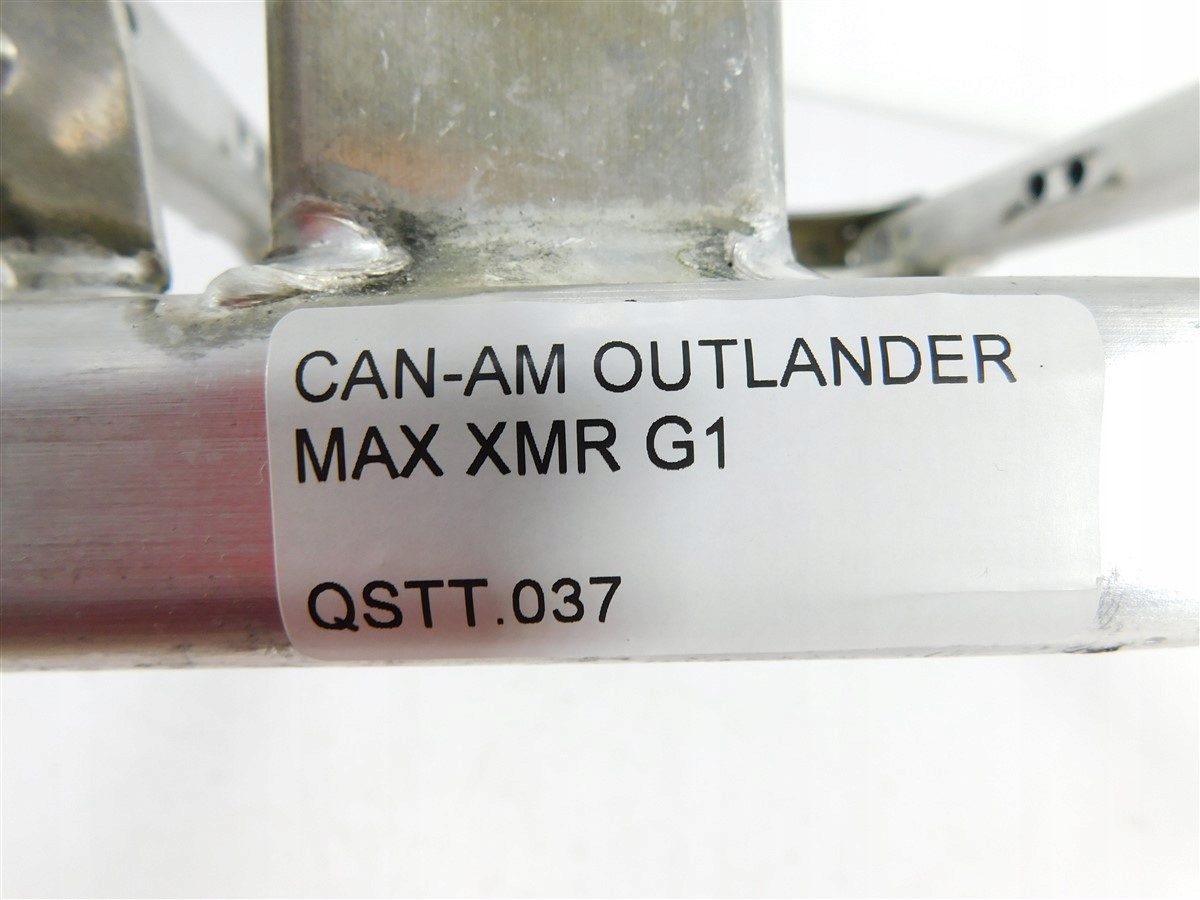 CAN-AM OUTLANDER
MAX XMR G1
QSTT.037